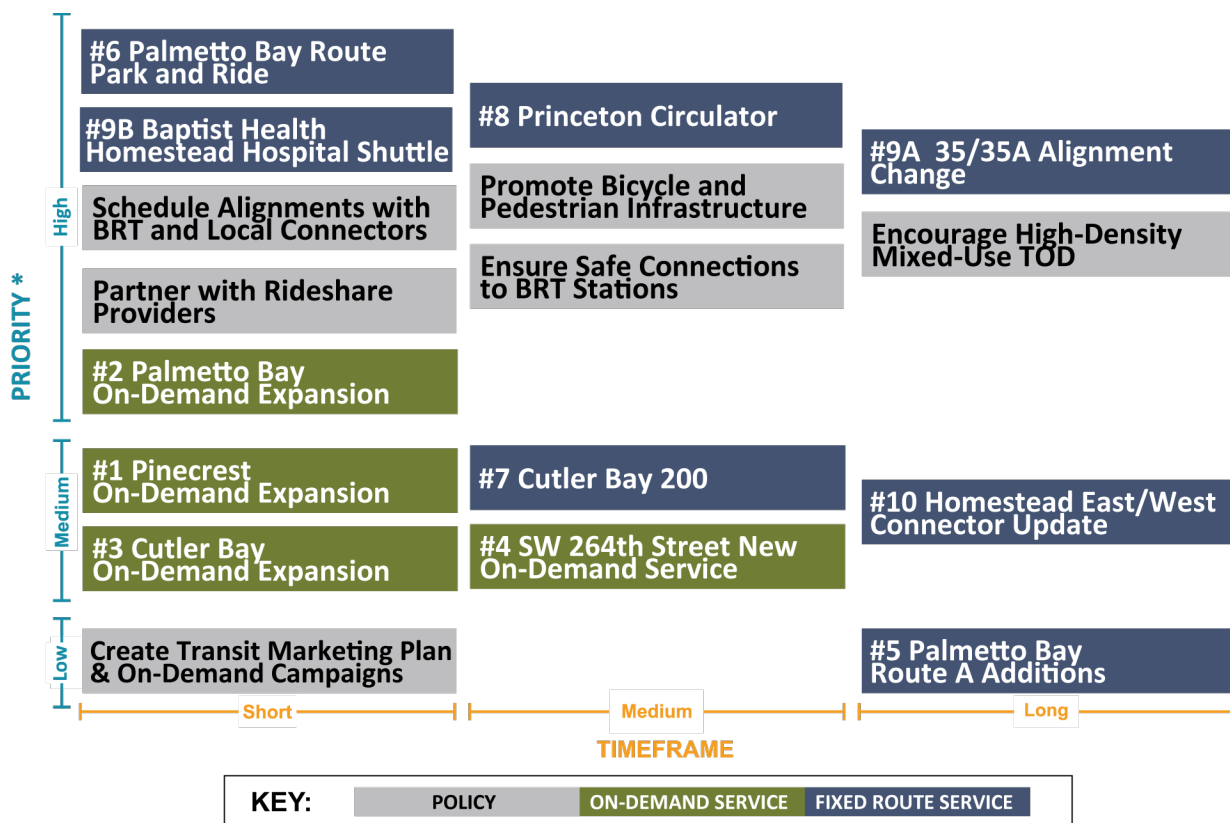 PRIORITY *
High
#6 Palmetto Bay Route
Park and Ride
#9B Baptist Health
Homestead Hospital Shuttle
Schedule Alignments with
BRT and Local Connectors
Partner with Rideshare
Providers
#2 Palmetto Bay
On-Demand Expansion
#8 Princeton Circulator
Promote Bicycle and
Pedestrian Infrastructure
Ensure Safe Connections
to BRT Stations
#9A 35/35A Alignment
Change
Encourage High-Density
Mixed-Use TOD
Medium
#1 Pinecrest
On-Demand Expansion
#3 Cutler Bay
On-Demand Expansion
#7 Cutler Bay 200
#4 SW 264th Street New
On-Demand Service
#10 Homestead East/West
Connector Update
Low
Create Transit Marketing Plan
& On-Demand Campaigns
#5 Palmetto Bay
Route A Additions
Short
Medium
Long
TIMEFRAME
KEY:
POLICY
ON-DEMAND SERVICE
FIXED ROUTE SERVICE